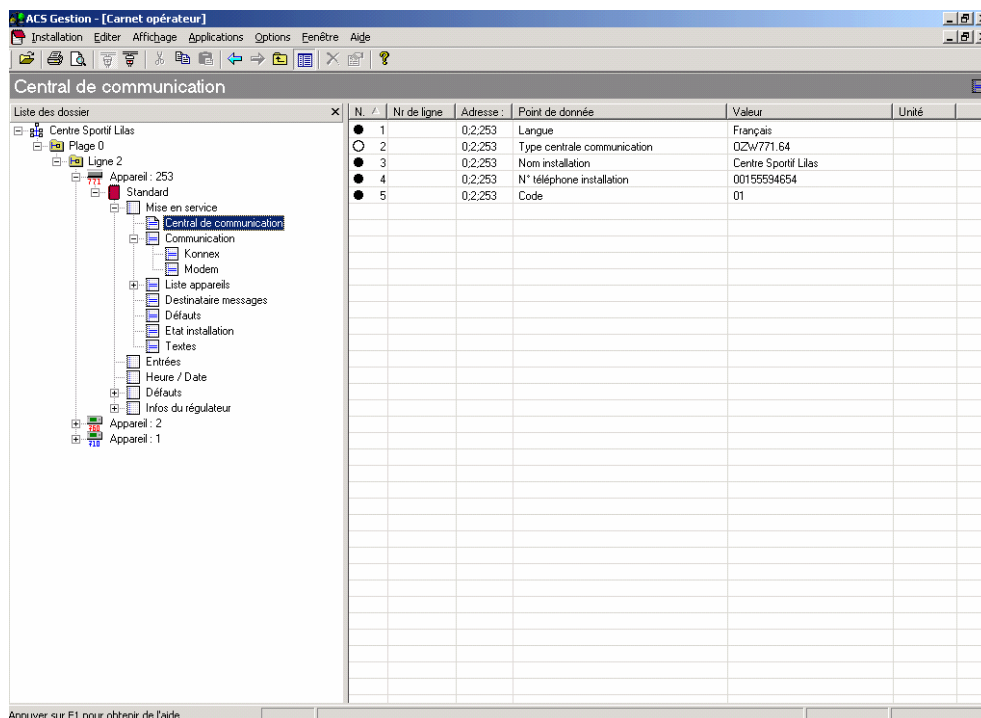 ACS Gestion - [Carnet opérateur]
Installation Editer Affichage Applications Options Fenêtre Aide
Central de communication
Liste des dossier
Centre Sportif Lilas
Plage 0
Ligne 2
771 Appareil : 253
Standard
Mise en service
Central de communication
Communication
Konnex
Modem
Liste appareils
Destinataire messages
Défauts
Etat installation
Textes
Entrées
Heure / Date
Défauts
Infos du régulateur
Appareil : 2
Appareil : 1
N. Nr de ligne Adresse : Point de donnée Valeur Unité
1 0;2;253 Langue Français
2 0;2;253 Type centrale communication OZW771.64
3 0;2;253 Nom installation Centre Sportif Lilas
4 0;2;253 N° téléphone installation 00155594654
5 0;2;253 Code 01
Appuyer sur F1 pour obtenir de l'aide